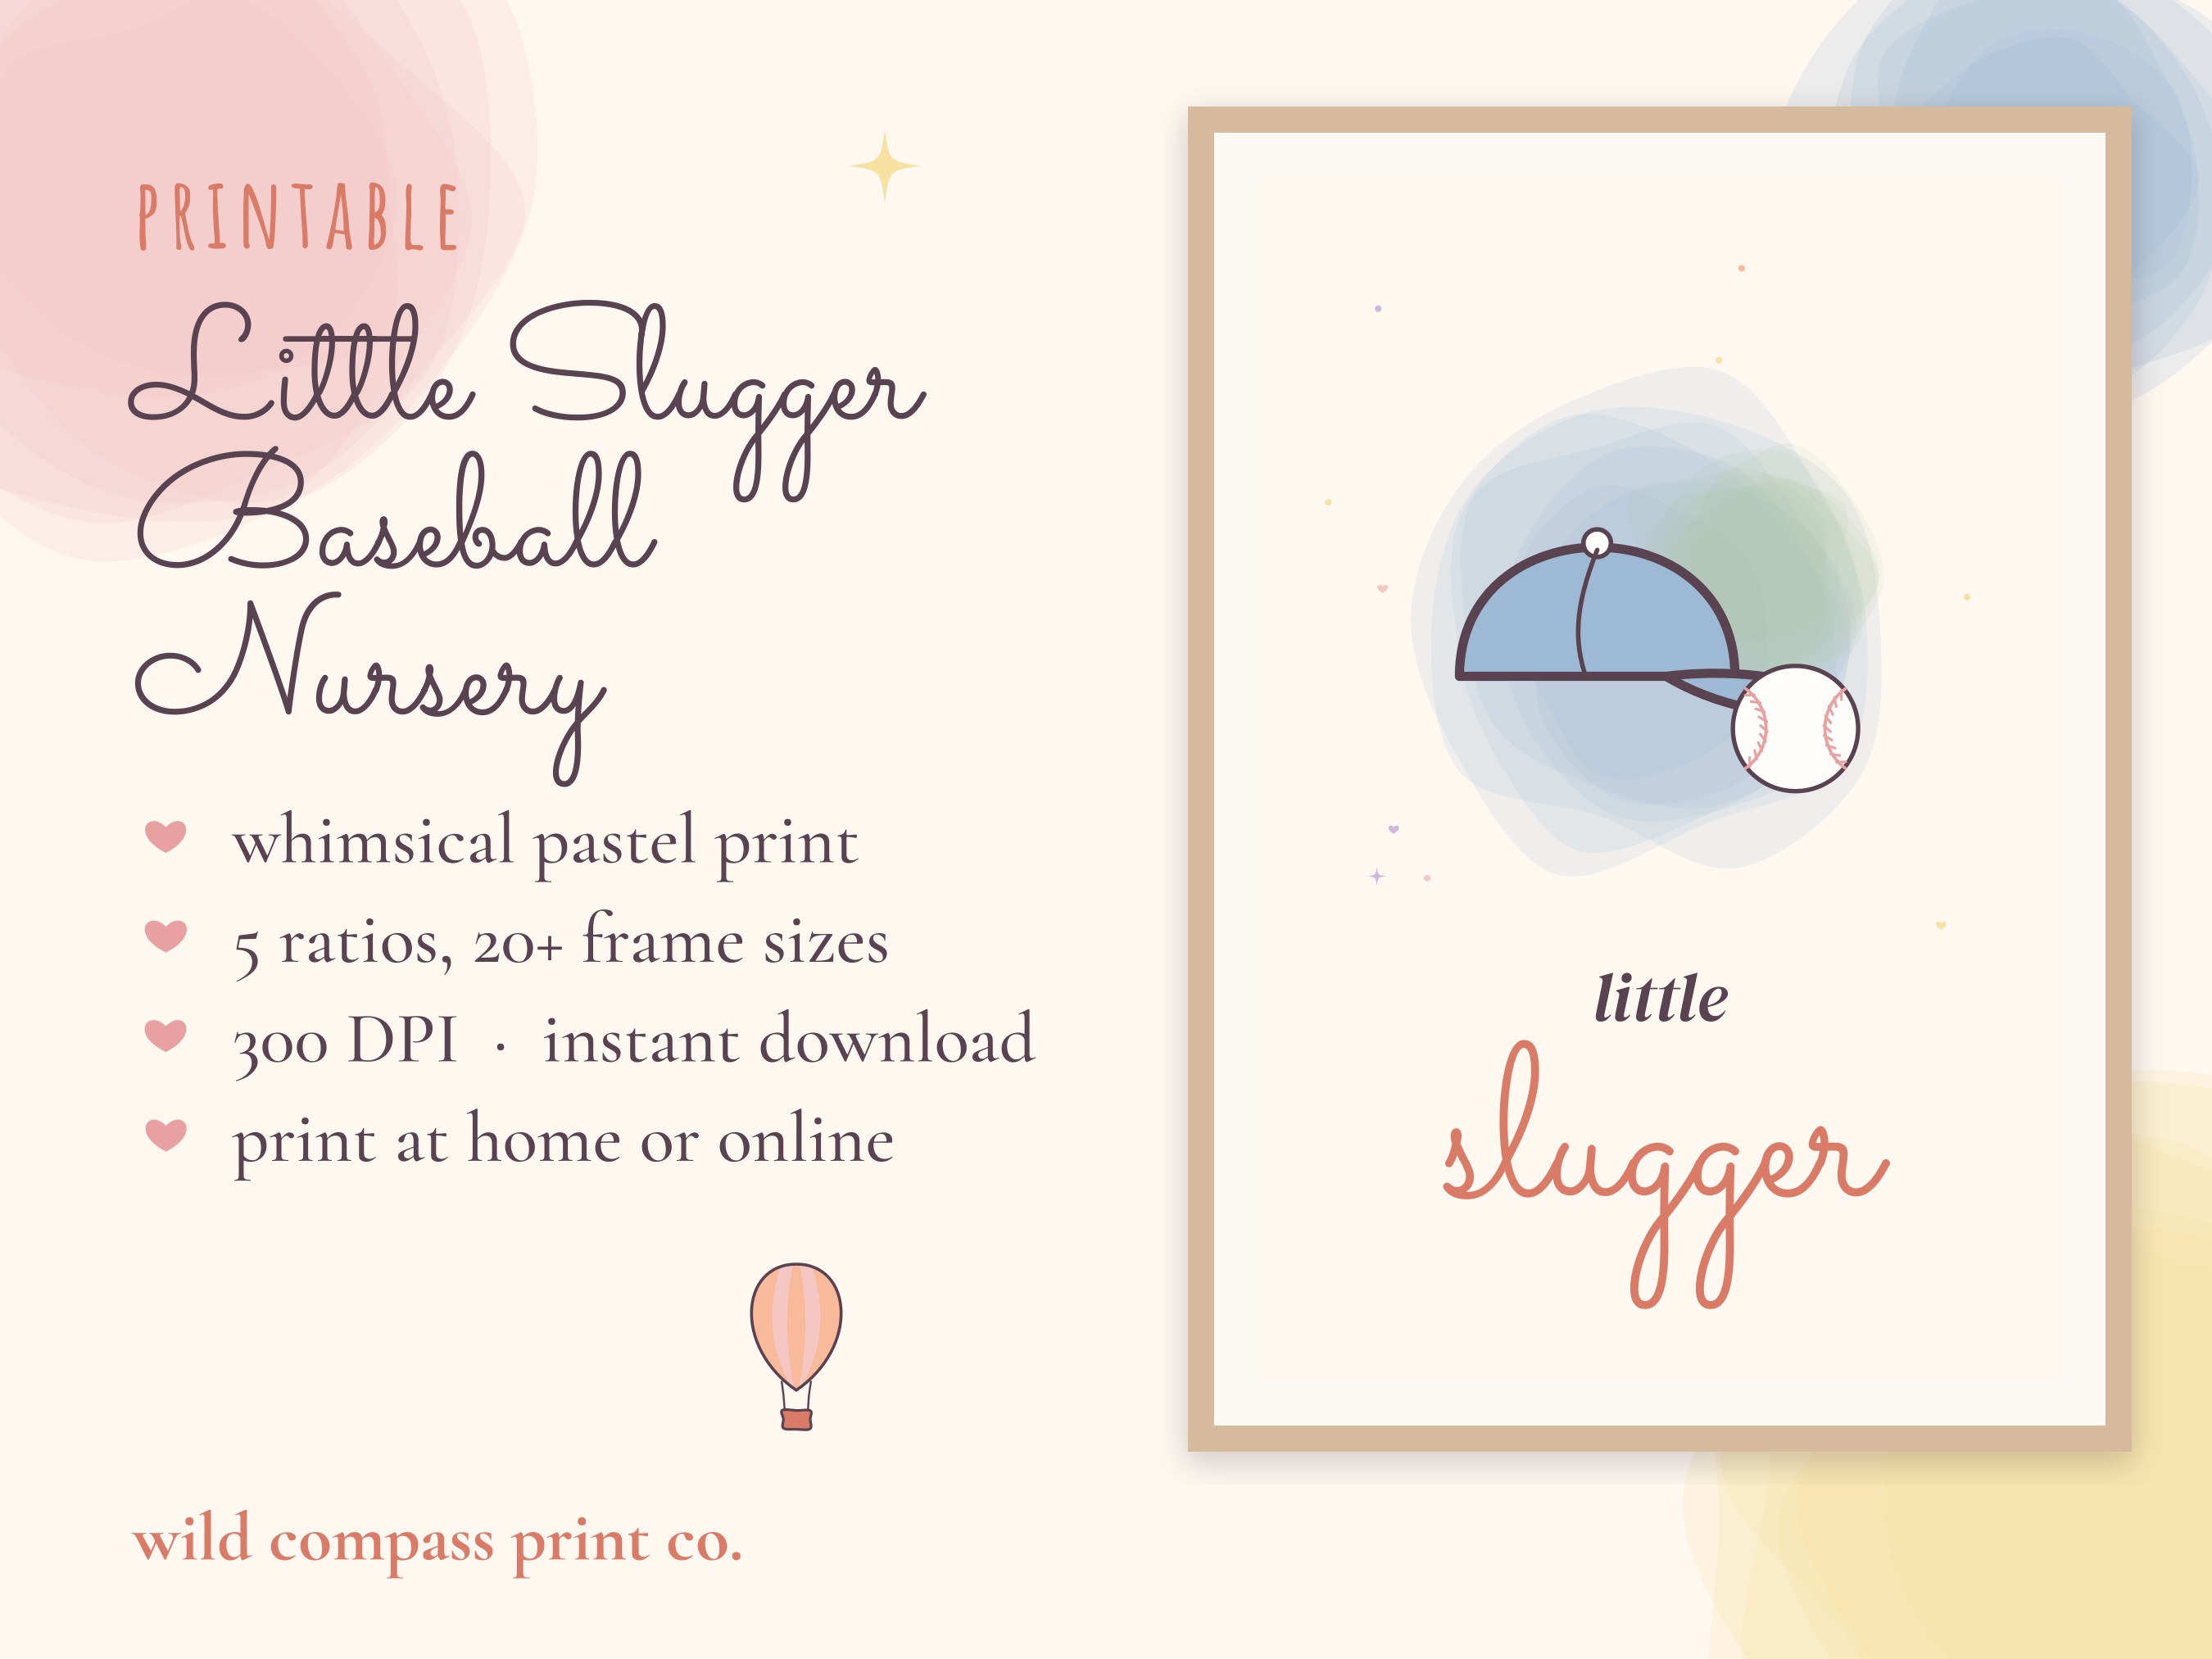 PRINTABLE
Little Slugger
Baseball
Nursery
whimsical pastel print
5 ratios, 20+ frame sizes
300 DPI · instant download
print at home or online
wild compass print co.
little
slugger